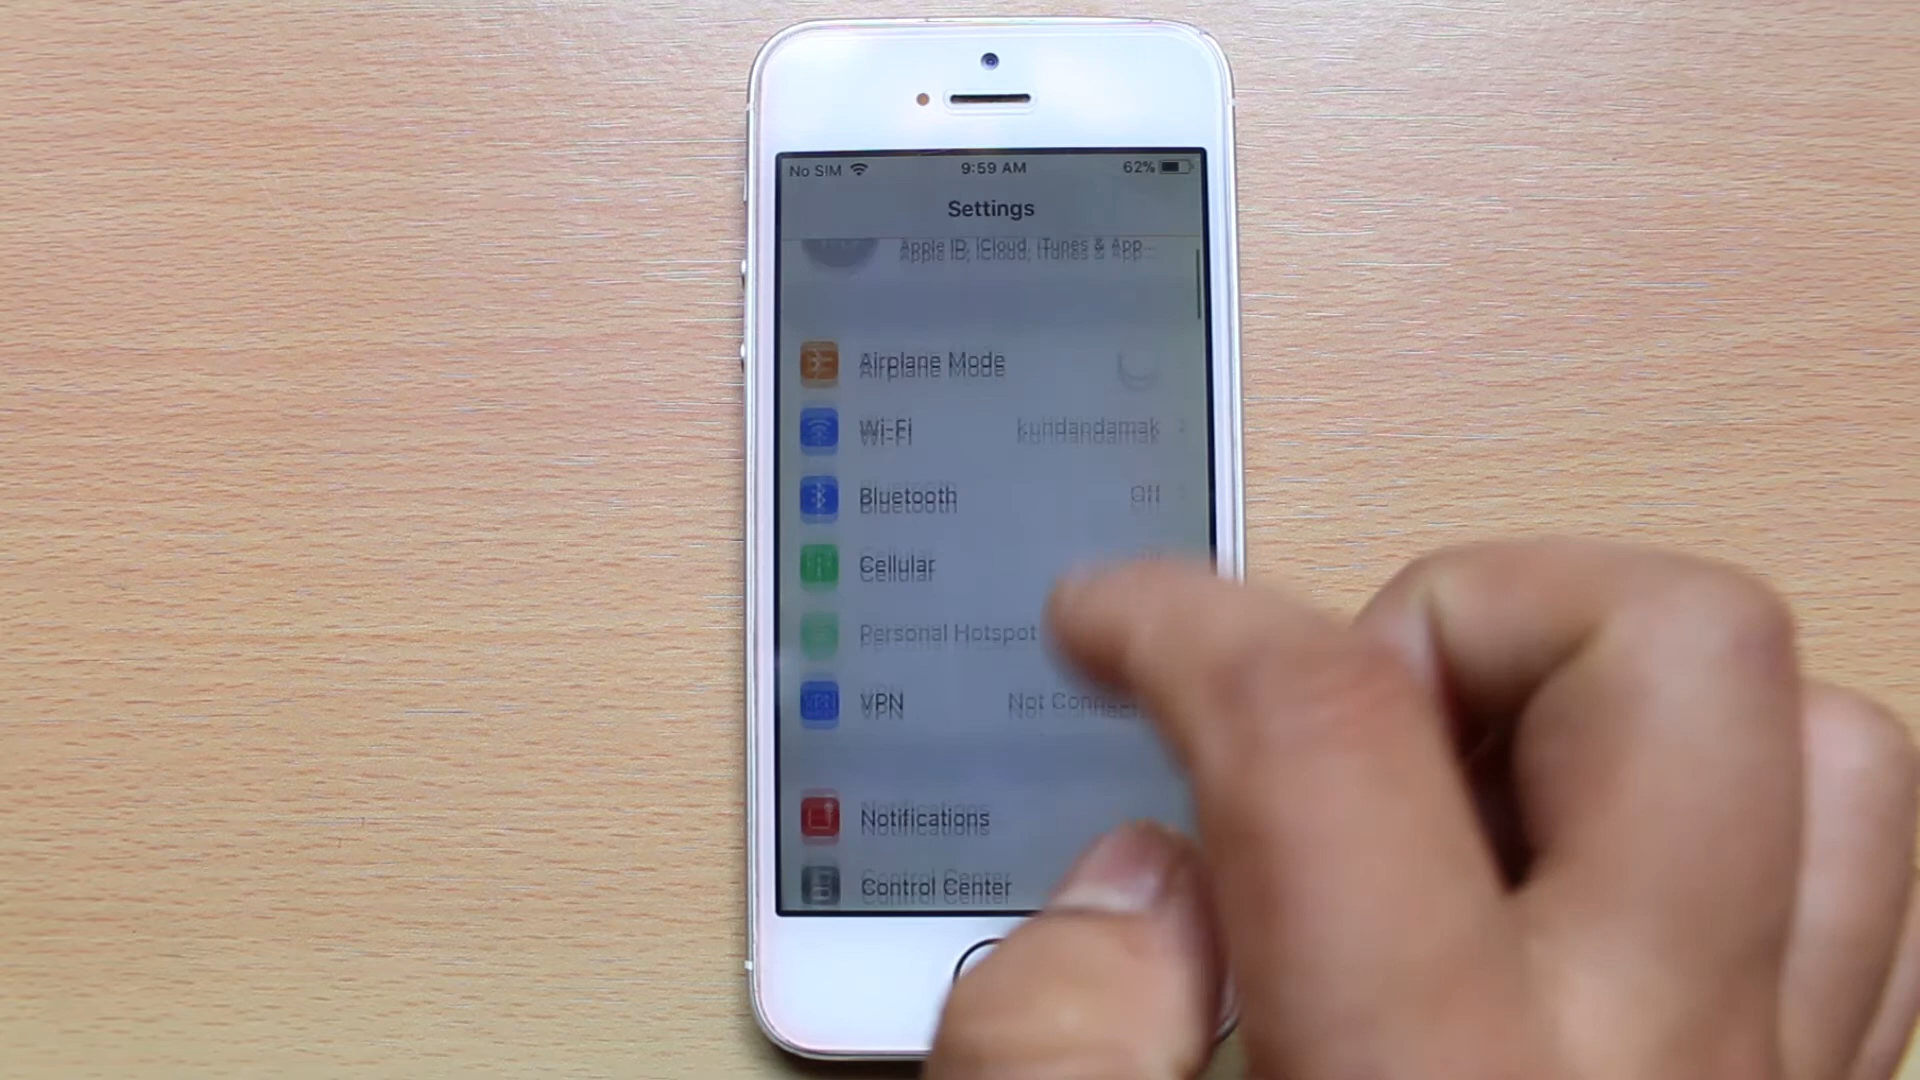 No SIM 9:59 AM 62%
Settings
Apple ID, iCloud, iTunes & App...
Airplane Mode
Wi-Fi kundandamak
Bluetooth Off
Cellular
Personal Hotspot
VPN Not
Notifications
Control Center